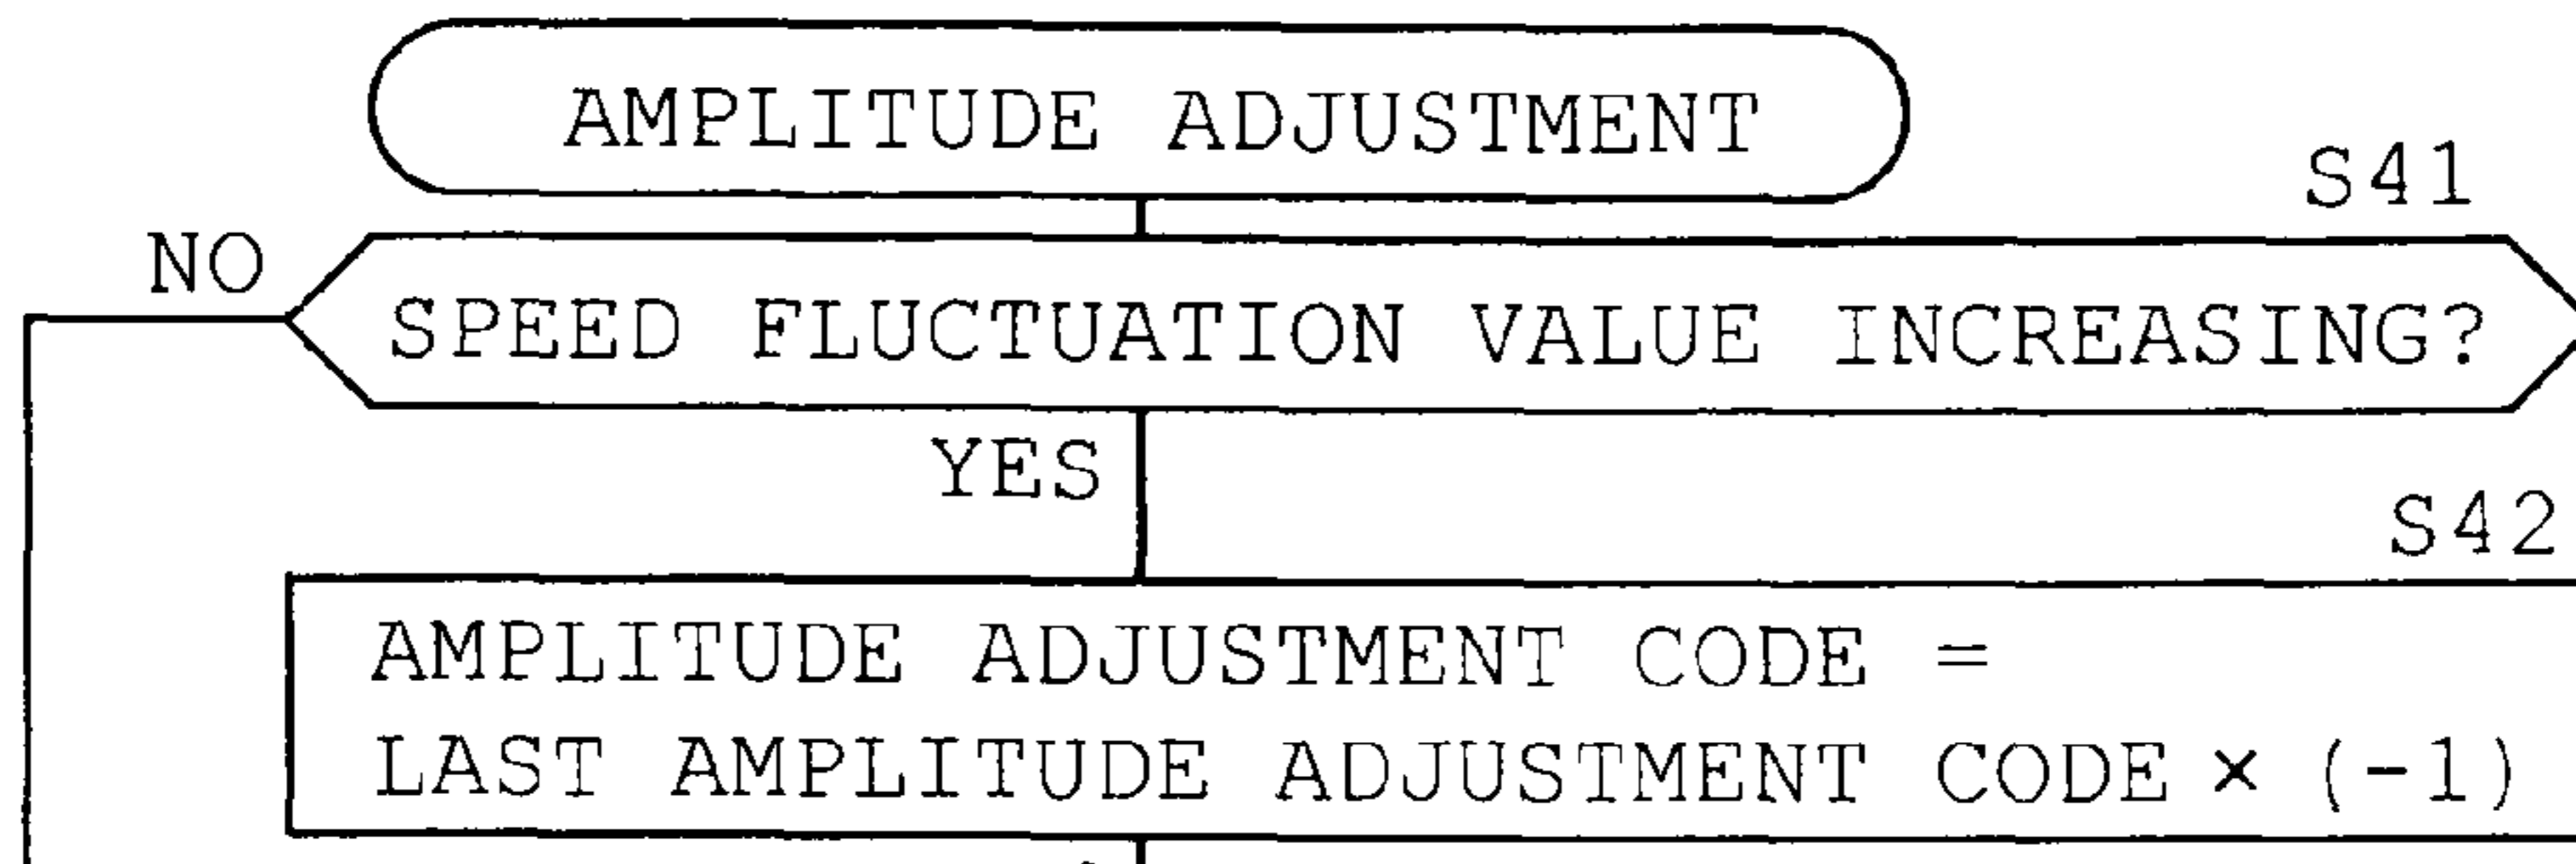 AMPLITUDE ADJUSTMENT
S41
NO
SPEED FLUCTUATION VALUE INCREASING?
YES
S42
AMPLITUDE ADJUSTMENT CODE =
LAST AMPLITUDE ADJUSTMENT CODE × (-1)